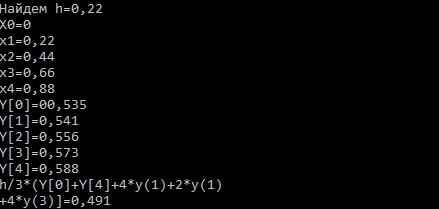 Найдем h=0,22
X0=0
x1=0,22
x2=0,44
x3=0,66
x4=0,88
Y[0]=00,535
Y[1]=0,541
Y[2]=0,556
Y[3]=0,573
Y[4]=0,588
h/3*(Y[0]+Y[4]+4*y(1)+2*y(1)
+4*y(3)]=0,491